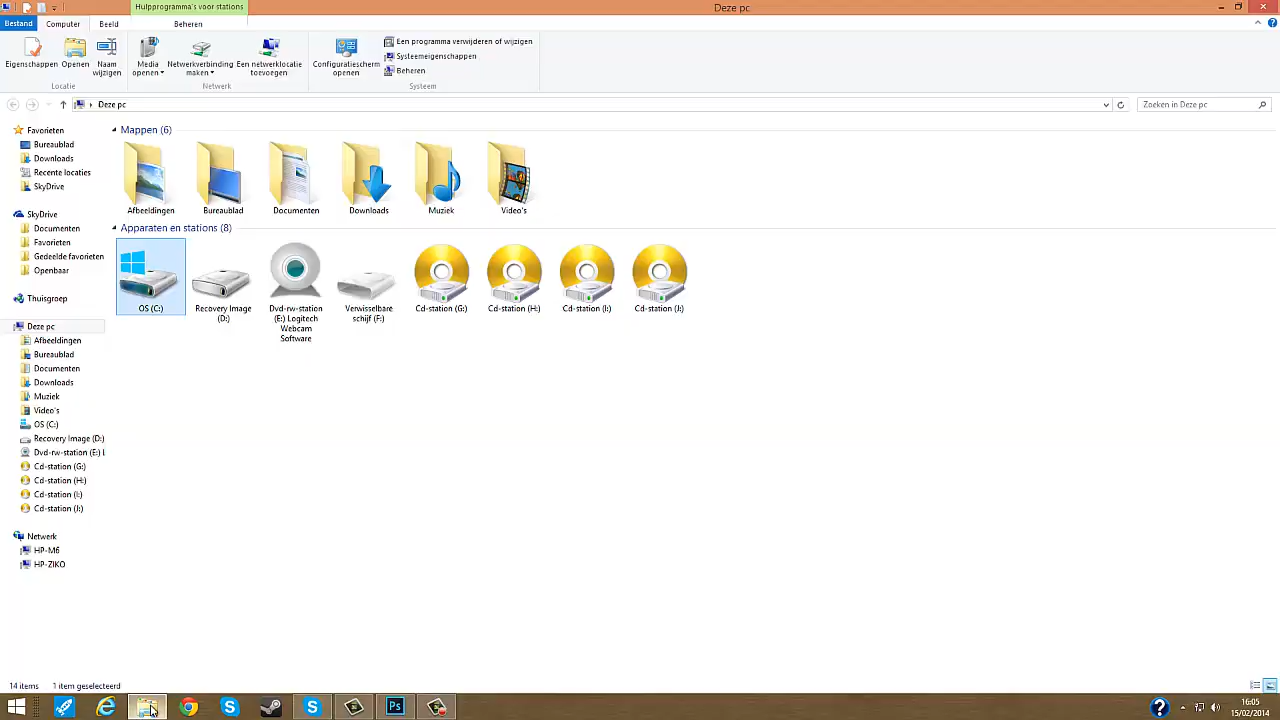 Hulpprogramma's voor stations
Deze pc
Bestand Computer Beeld Beheren
Eigenschappen Openen Naam wijzigen
Locatie
Media openen Netwerkverbinding maken Een netwerklocatie toevoegen
Netwerk
Configuratiescherm openen
Een programma verwijderen of wijzigen
Systeemeigenschappen
Beheren
Systeem
Deze pc
Zoeken in Deze pc
Favorieten
Bureaublad
Downloads
Recente locaties
SkyDrive
SkyDrive
Documenten
Favorieten
Gedeelde favorieten
Openbaar
Thuisgroep
Deze pc
Afbeeldingen
Bureaublad
Documenten
Downloads
Muziek
Video's
OS (C:)
Recovery Image (D:)
Dvd-rw-station (E:) L
Cd-station (G:)
Cd-station (H:)
Cd-station (I:)
Cd-station (J:)
Netwerk
HP-M6
HP-ZIKO
Mappen (6)
Afbeeldingen Bureaublad Documenten Downloads Muziek Video's
Apparaten en stations (8)
OS (C:)
Recovery Image (D:)
Dvd-rw-station (E:) Logitech Webcam Software
Verwisselbare schijf (F:)
Cd-station (G:)
Cd-station (H:)
Cd-station (I:)
Cd-station (J:)
14 items 1 item geselecteerd
Ps
16:05
15/02/2014